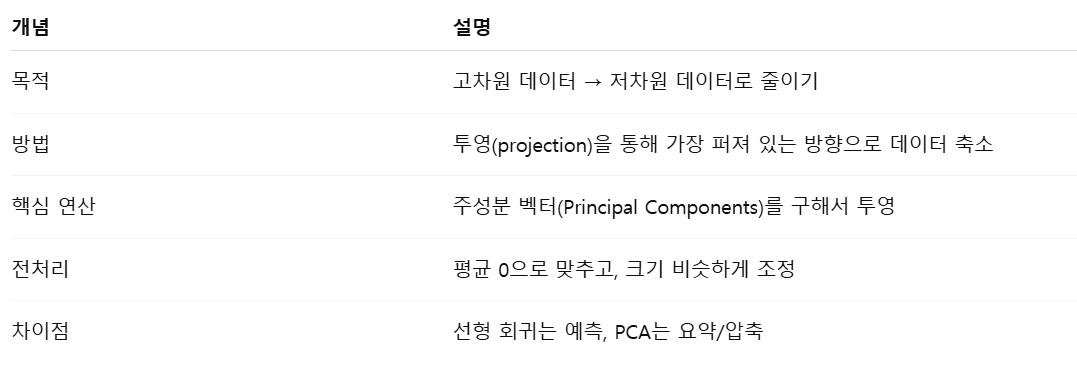 개념 설명
목적 고차원 데이터 → 저차원 데이터로 줄이기
방법 투영(projection)을 통해 가장 퍼져 있는 방향으로 데이터 축소
핵심 연산 주성분 벡터(Principal Components)를 구해서 투영
전처리 평균 0으로 맞추고, 크기 비슷하게 조정
차이점 선형 회귀는 예측, PCA는 요약/압축